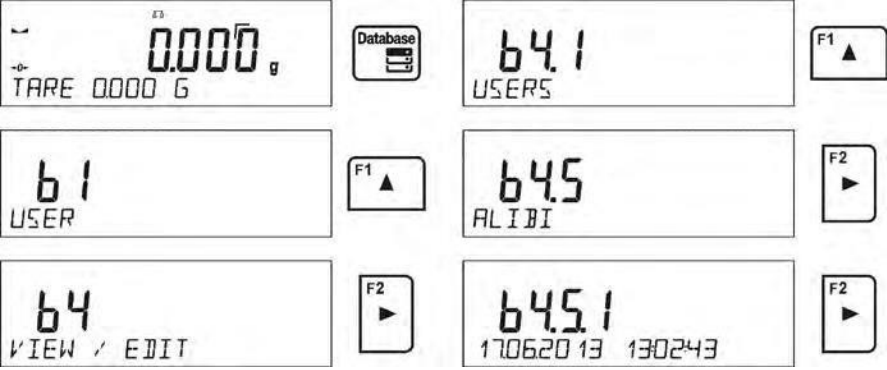 0.000 g
TARE 0.000 G
Database
b1
USER
F1
b4
VIEW / EDIT
F2
b4.1
USERS
F1
b4.5
ALIBI
F2
b4.5.1
17.06.2013 13:02:43
F2